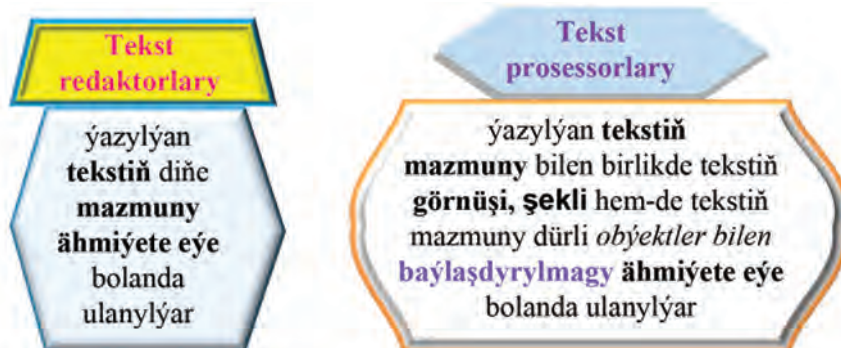 Tekst
redaktorlary
ýazylýan
tekstiň diňe
mazmuny
ähmiýete eýe
bolanda
ulanylýar
Tekst
prosessorlary
ýazylýan tekstiň
mazmuny bilen birlikde tekstiň
görnüşi, şekli hem-de tekstiň
mazmuny dürli obýektler bilen
baýlaşdyrylmagy ähmiýete eýe
bolanda ulanylýar